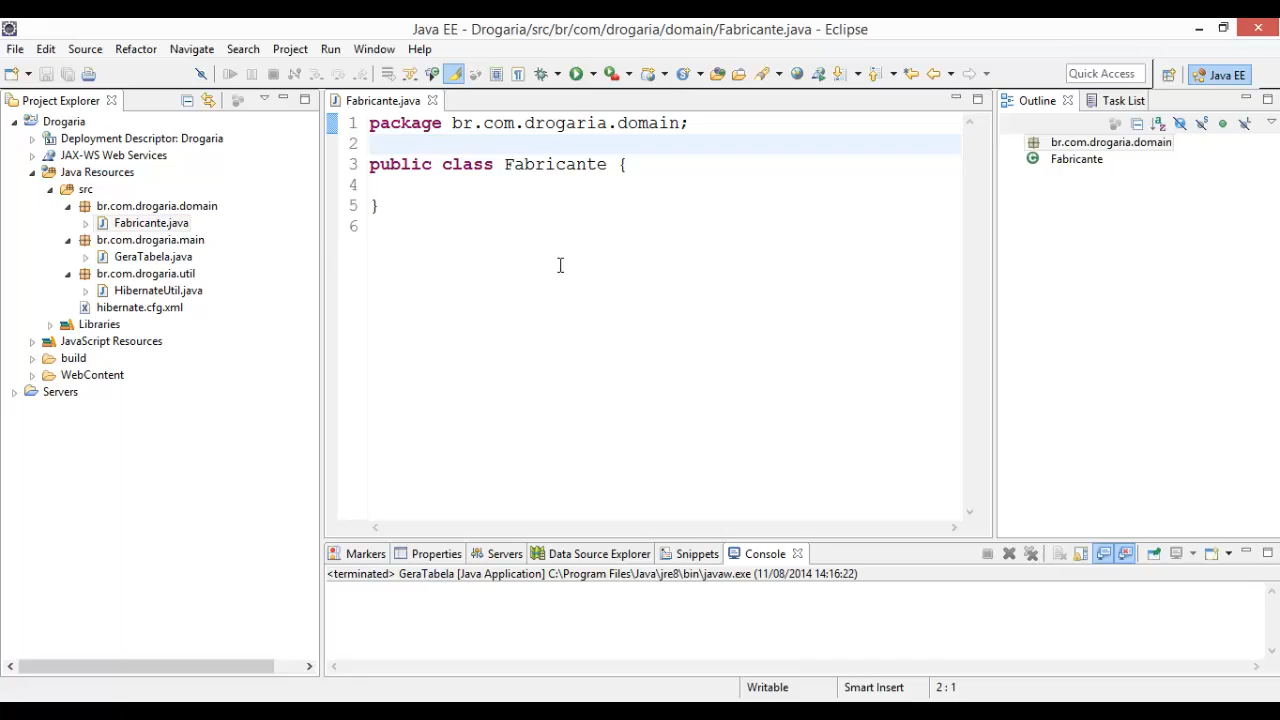 Java EE - Drogaria/src/br/com/drogaria/domain/Fabricante.java - Eclipse
File Edit Source Refactor Navigate Search Project Run Window Help
Quick Access
Java EE
Project Explorer
Drogaria
Deployment Descriptor: Drogaria
JAX-WS Web Services
Java Resources
src
br.com.drogaria.domain
Fabricante.java
br.com.drogaria.main
GeraTabela.java
br.com.drogaria.util
HibernateUtil.java
hibernate.cfg.xml
Libraries
JavaScript Resources
build
WebContent
Servers
Fabricante.java
1 package br.com.drogaria.domain;
2
3 public class Fabricante {
4
5 }
6
Outline Task List
br.com.drogaria.domain
Fabricante
Markers Properties Servers Data Source Explorer Snippets Console
<terminated> GeraTabela [Java Application] C:\Program Files\Java\jre8\bin\javaw.exe (11/08/2014 14:16:22)
Writable Smart Insert 2 : 1